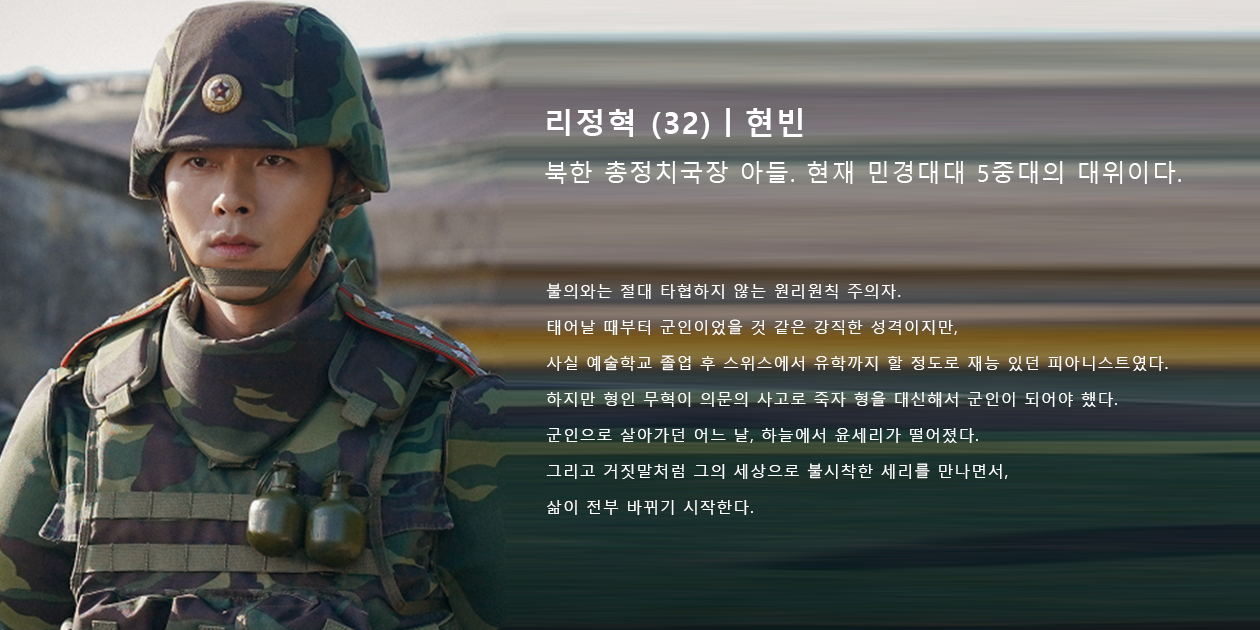 리정혁 (32) | 현빈
북한 총정치국장 아들. 현재 민경대대 5중대의 대위이다.
불의와는 절대 타협하지 않는 원리원칙 주의자.
태어날 때부터 군인이었을 것 같은 강직한 성격이지만,
사실 예술학교 졸업 후 스위스에서 유학까지 할 정도로 재능 있던 피아니스트였다.
하지만 형인 무혁이 의문의 사고로 죽자 형을 대신해서 군인이 되어야 했다.
군인으로 살아가던 어느 날, 하늘에서 윤세리가 떨어졌다.
그리고 거짓말처럼 그의 세상으로 불시착한 세리를 만나면서,
삶이 전부 바뀌기 시작한다.